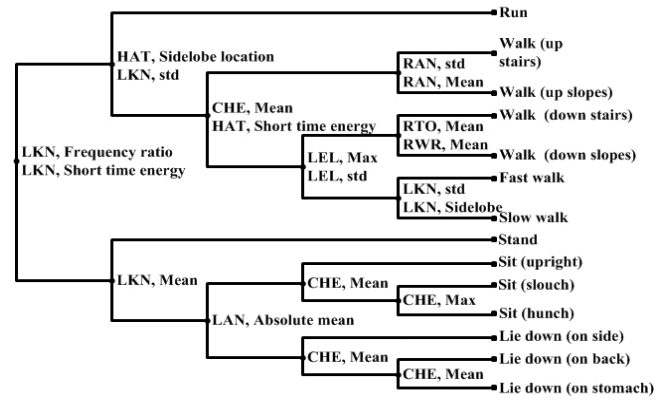 Run
Walk (up
stairs)
HAT, Sidelobe location
LKN, std
RAN, std
RAN, Mean
Walk (up slopes)
CHE, Mean
HAT, Short time energy
Walk  (down stairs)
RTO, Mean
RWR, Mean
LKN, Frequency ratio
LKN, Short time energy
LEL, Max
LEL, std
Walk  (down slopes)
Fast walk
LKN, std
LKN, Sidelobe
Slow walk
Stand
Sit (upright)
LKN, Mean
CHE, Mean
Sit (slouch)
CHE, Max
Sit (hunch)
LAN, Absolute mean
Lie down (on side)
CHE, Mean
Lie down (on back)
CHE, Mean
Lie down (on stomach)